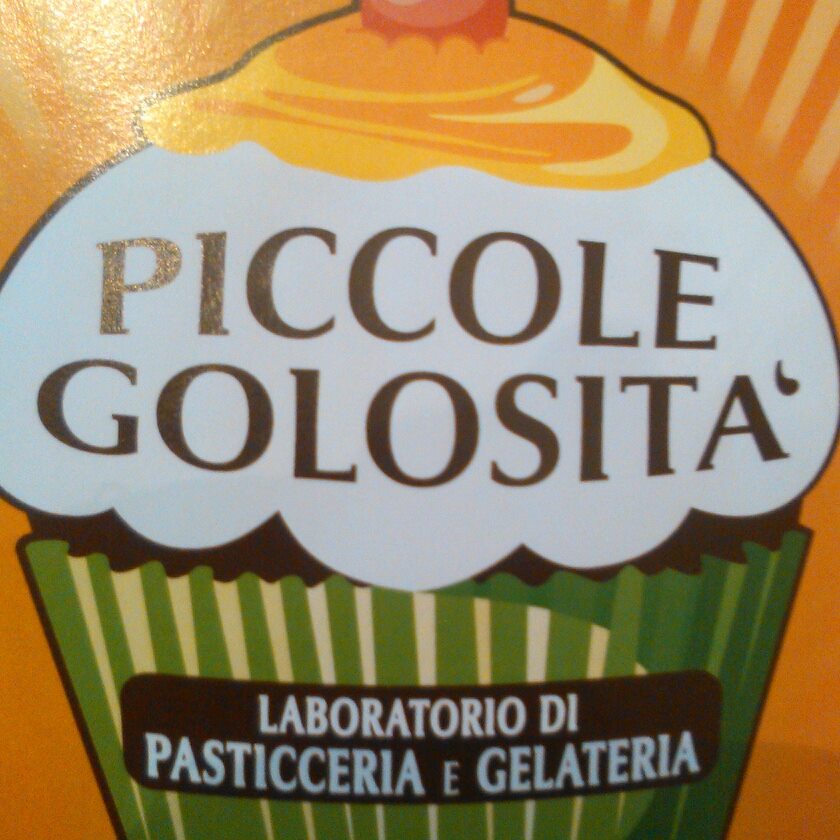 PICCOLE
GOLOSITA'
LABORATORIO DI
PASTICCERIA E GELATERIA